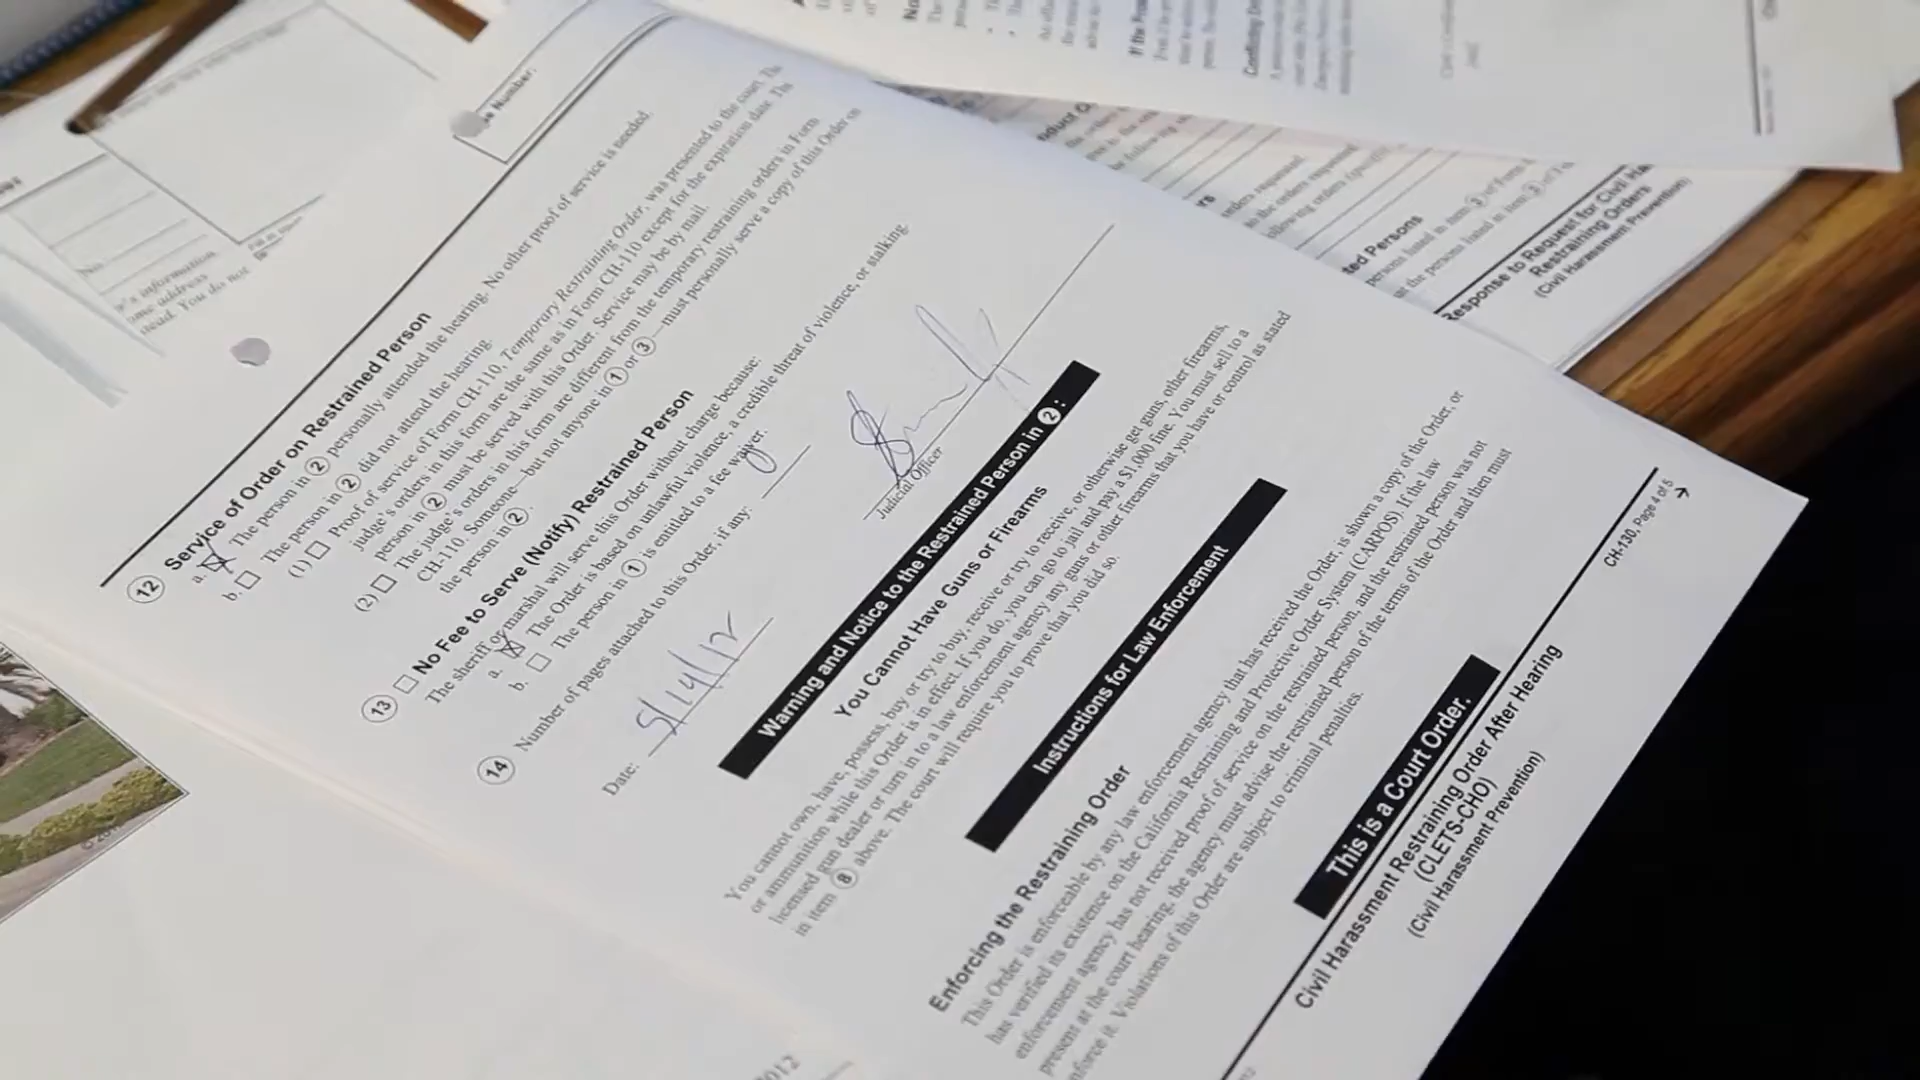 Number:
12 Service of Order on Restrained Person
a. The person in 2 personally attended the hearing. No other proof of service is needed.
b. The person in 2 did not attend the hearing.
(1) Proof of service of Form CH-110, Temporary Restraining Order, was presented to the court. The
judge's orders in this form are the same as in Form CH-110 except for the expiration date. The
person in 2 must be served with this Order. Service may be by mail.
(2) The judge's orders in this form are different from the temporary restraining orders in Form
CH-110. Someone—but not anyone in 1 or 3—must personally serve a copy of this Order on
the person in 2.
13 No Fee to Serve (Notify) Restrained Person
The sheriff or marshal will serve this Order without charge because:
a. The Order is based on unlawful violence, a credible threat of violence, or stalking.
b. The person in 1 is entitled to a fee waiver.
14 Number of pages attached to this Order, if any:
Date: 5/14/12
Judicial Officer
Warning and Notice to the Restrained Person in 2:
You Cannot Have Guns or Firearms
You cannot own, have, possess, buy or try to buy, receive or try to receive, or otherwise get guns, other firearms,
or ammunition while this Order is in effect. If you do, you can go to jail and pay a $1,000 fine. You must sell to a
licensed gun dealer or turn in to a law enforcement agency any guns or other firearms that you have or control as stated
in item 8 above. The court will require you to prove that you did so.
Instructions for Law Enforcement
Enforcing the Restraining Order
This Order is enforceable by any law enforcement agency that has received the Order, is shown a copy of the Order, or
has verified its existence on the California Restraining and Protective Order System (CARPOS). If the law
enforcement agency has not received proof of service on the restrained person, and the restrained person was not
present at the court hearing, the agency must advise the restrained person of the terms of the Order and then must
enforce it. Violations of this Order are subject to criminal penalties.
This is a Court Order.
Civil Harassment Restraining Order After Hearing
(CLETS-CHO)
(Civil Harassment Prevention)
CH-130, Page 4 of 5
Response to Request for Civil Ha
Restraining Orders
(Civil Harassment Prevention)
ted Persons
's information
ome address
nead. You do not
2012